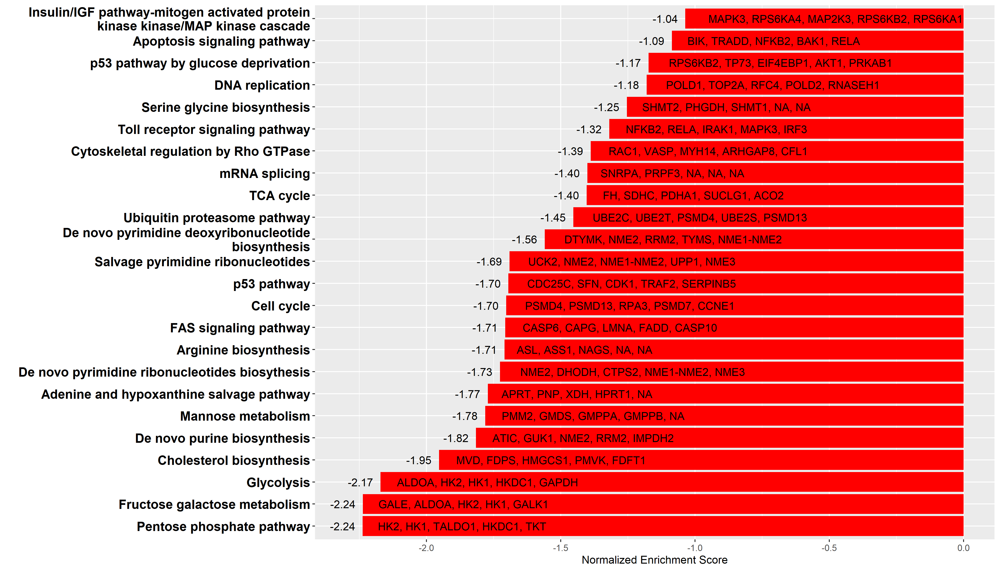 Insulin/IGF pathway-mitogen activated protein
kinase kinase/MAP kinase cascade
-1.04
MAPK3, RPS6KA4, MAP2K3, RPS6KB2, RPS6KA1
Apoptosis signaling pathway
-1.09
BIK, TRADD, NFKB2, BAK1, RELA
p53 pathway by glucose deprivation
-1.17
RPS6KB2, TP73, EIF4EBP1, AKT1, PRKAB1
DNA replication
-1.18
POLD1, TOP2A, RFC4, POLD2, RNASEH1
Serine glycine biosynthesis
-1.25
SHMT2, PHGDH, SHMT1, NA, NA
Toll receptor signaling pathway
-1.32
NFKB2, RELA, IRAK1, MAPK3, IRF3
Cytoskeletal regulation by Rho GTPase
-1.39
RAC1, VASP, MYH14, ARHGAP8, CFL1
mRNA splicing
-1.40
SNRPA, PRPF3, NA, NA, NA
TCA cycle
-1.40
FH, SDHC, PDHA1, SUCLG1, ACO2
Ubiquitin proteasome pathway
-1.45
UBE2C, UBE2T, PSMD4, UBE2S, PSMD13
De novo pyrimidine deoxyribonucleotide
biosynthesis
-1.56
DTYMK, NME2, RRM2, TYMS, NME1-NME2
Salvage pyrimidine ribonucleotides
-1.69
UCK2, NME2, NME1-NME2, UPP1, NME3
p53 pathway
-1.70
CDC25C, SFN, CDK1, TRAF2, SERPINB5
Cell cycle
-1.70
PSMD4, PSMD13, RPA3, PSMD7, CCNE1
FAS signaling pathway
-1.71
CASP6, CAPG, LMNA, FADD, CASP10
Arginine biosynthesis
-1.71
ASL, ASS1, NAGS, NA, NA
De novo pyrimidine ribonucleotides biosythesis
-1.73
NME2, DHODH, CTPS2, NME1-NME2, NME3
Adenine and hypoxanthine salvage pathway
-1.77
APRT, PNP, XDH, HPRT1, NA
Mannose metabolism
-1.78
PMM2, GMDS, GMPPA, GMPPB, NA
De novo purine biosynthesis
-1.82
ATIC, GUK1, NME2, RRM2, IMPDH2
Cholesterol biosynthesis
-1.95
MVD, FDPS, HMGCS1, PMVK, FDFT1
Glycolysis
-2.17
ALDOA, HK2, HK1, HKDC1, GAPDH
Fructose galactose metabolism
-2.24
GALE, ALDOA, HK2, HK1, GALK1
Pentose phosphate pathway
-2.24
HK2, HK1, TALDO1, HKDC1, TKT
-2.0 -1.5 -1.0 -0.5 0.0
Normalized Enrichment Score